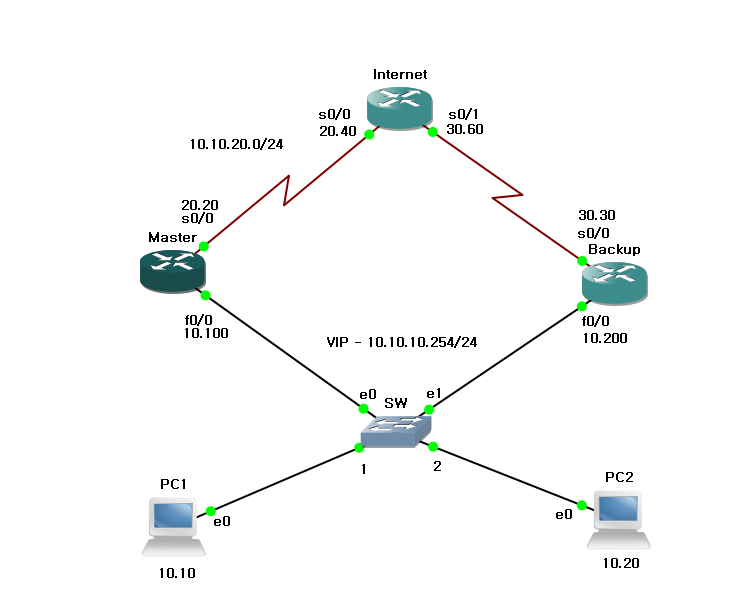 Internet
s0/0
20.40
s0/1
30.60
10.10.20.0/24
20.20
s0/0
Master
30.30
s0/0
Backup
f0/0
10.100
f0/0
10.200
VIP - 10.10.10.254/24
e0
e1
SW
1
2
PC1
e0
10.10
PC2
e0
10.20